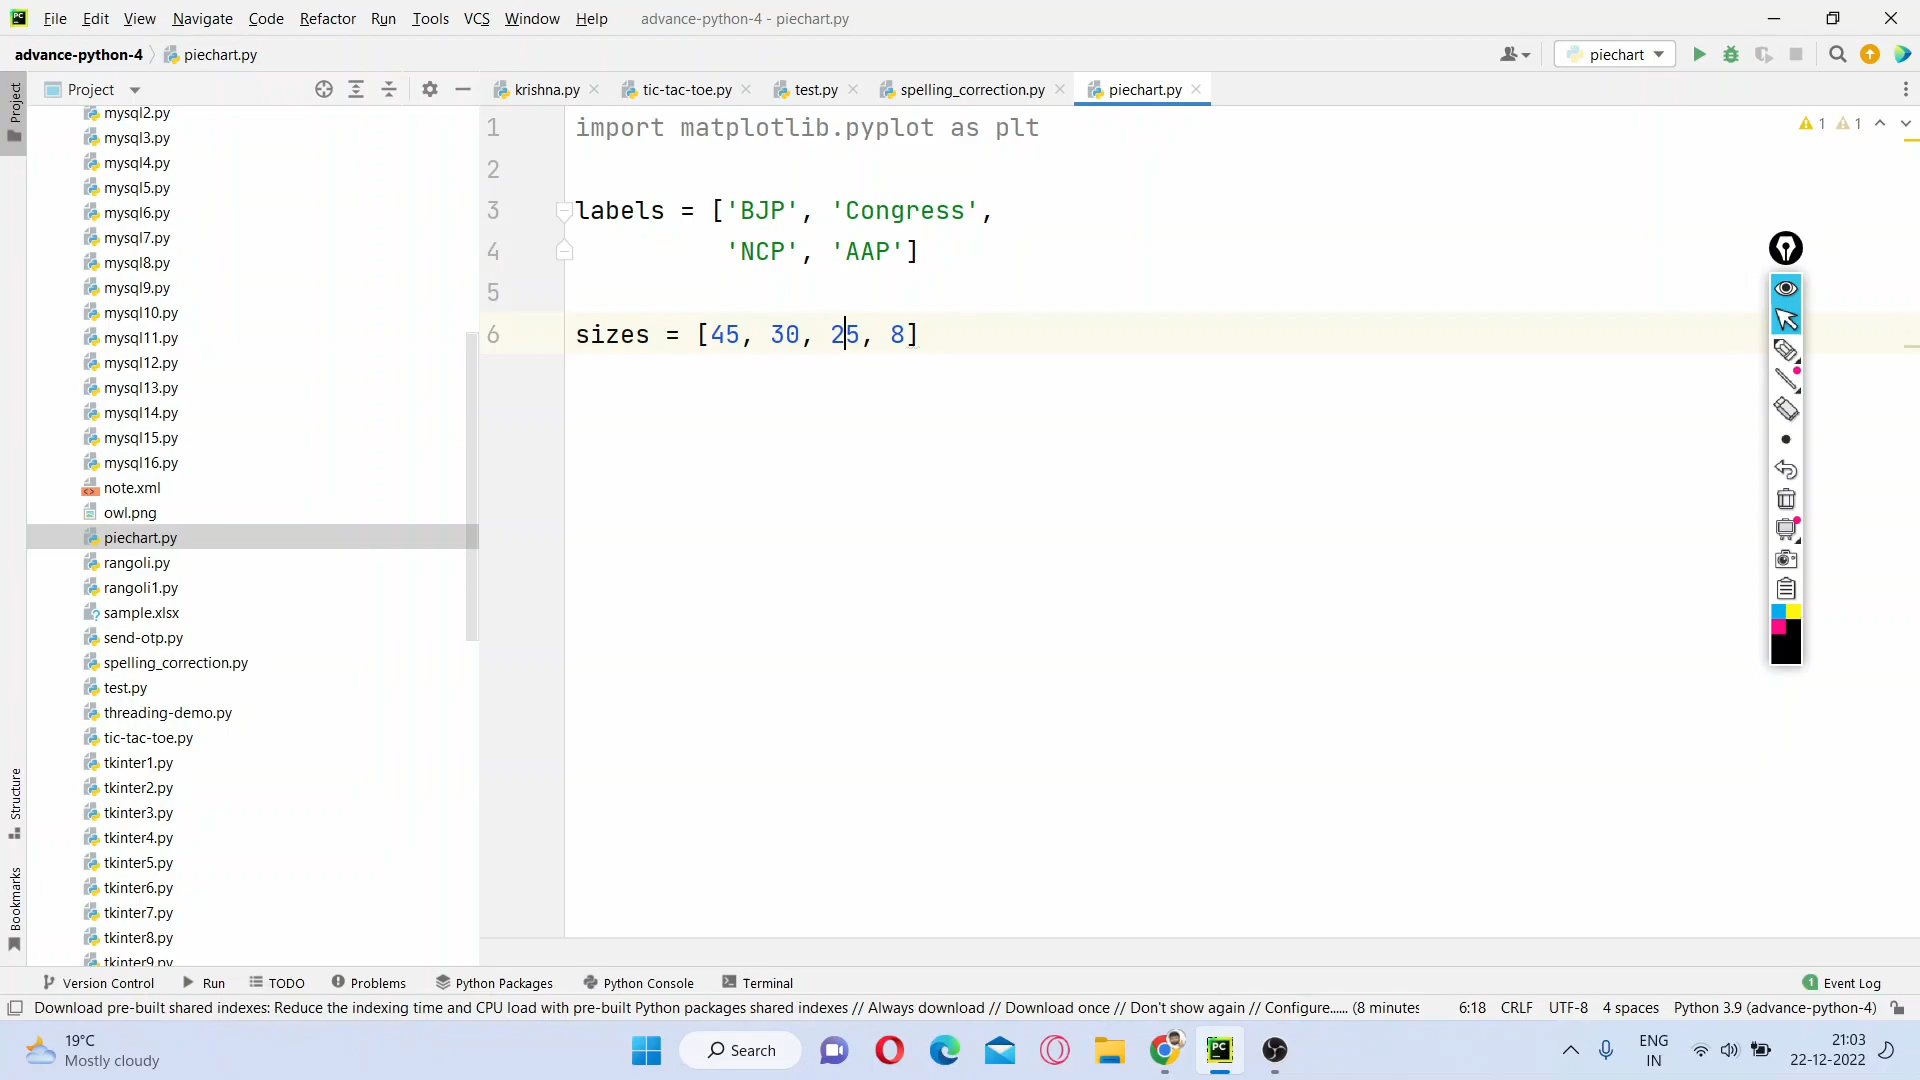 File Edit View Navigate Code Refactor Run Tools VCS Window Help advance-python-4 - piechart.py
advance-python-4 piechart.py piechart
Project krishna.py tic-tac-toe.py test.py spelling_correction.py piechart.py
Project
mysql2.py
mysql3.py
mysql4.py
mysql5.py
mysql6.py
mysql7.py
mysql8.py
mysql9.py
mysql10.py
mysql11.py
mysql12.py
mysql13.py
mysql14.py
mysql15.py
mysql16.py
note.xml
owl.png
piechart.py
rangoli.py
rangoli1.py
sample.xlsx
send-otp.py
spelling_correction.py
test.py
threading-demo.py
tic-tac-toe.py
tkinter1.py
tkinter2.py
tkinter3.py
tkinter4.py
tkinter5.py
tkinter6.py
tkinter7.py
tkinter8.py
tkinter9.py
Structure
Bookmarks
1 import matplotlib.pyplot as plt
2
3 labels = ['BJP', 'Congress',
4 'NCP', 'AAP']
5
6 sizes = [45, 30, 25, 8]
1 1
Version Control Run TODO Problems Python Packages Python Console Terminal 1 Event Log
Download pre-built shared indexes: Reduce the indexing time and CPU load with pre-built Python packages shared indexes // Always download // Download once // Don't show again // Configure...... (8 minutes 6:18 CRLF UTF-8 4 spaces Python 3.9 (advance-python-4)
19°C
Mostly cloudy
Search
ENG
IN
21:03
22-12-2022